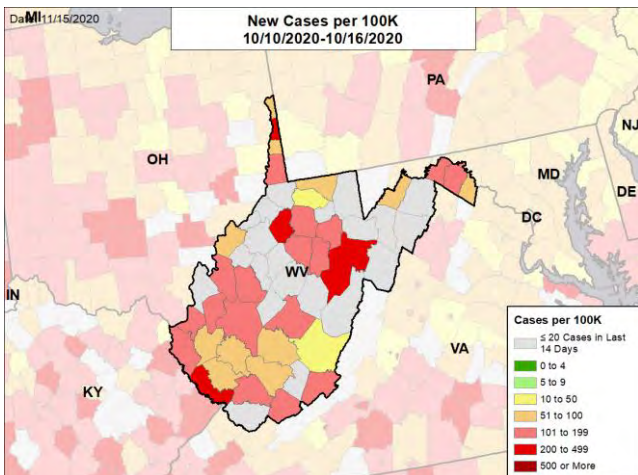 Date: 11/15/2020
New Cases per 100K
10/10/2020-10/16/2020
MI
PA
OH
NJ
MD
DE
DC
WV
IN
VA
KY
Cases per 100K
≤ 20 Cases in Last
14 Days
0 to 4
5 to 9
10 to 50
51 to 100
101 to 199
200 to 499
500 or More